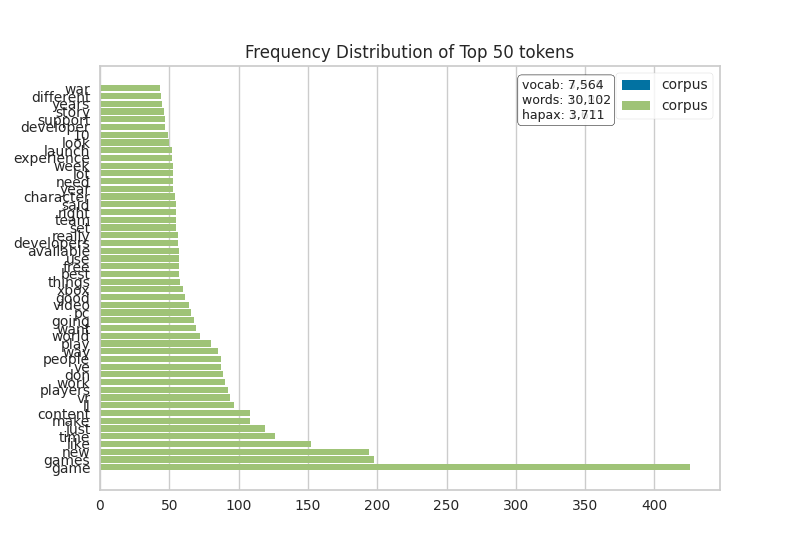 Frequency Distribution of Top 50 tokens
vocab: 7,564
words: 30,102
hapax: 3,711
corpus
corpus
war
different
years
story
support
developer
10
look
launch
experience
week
lot
need
year
character
said
right
team
set
really
developers
available
use
free
best
things
xbox
good
video
pc
going
want
world
play
way
people
ve
don
work
players
vr
ll
content
make
just
time
like
new
games
game
0 50 100 150 200 250 300 350 400